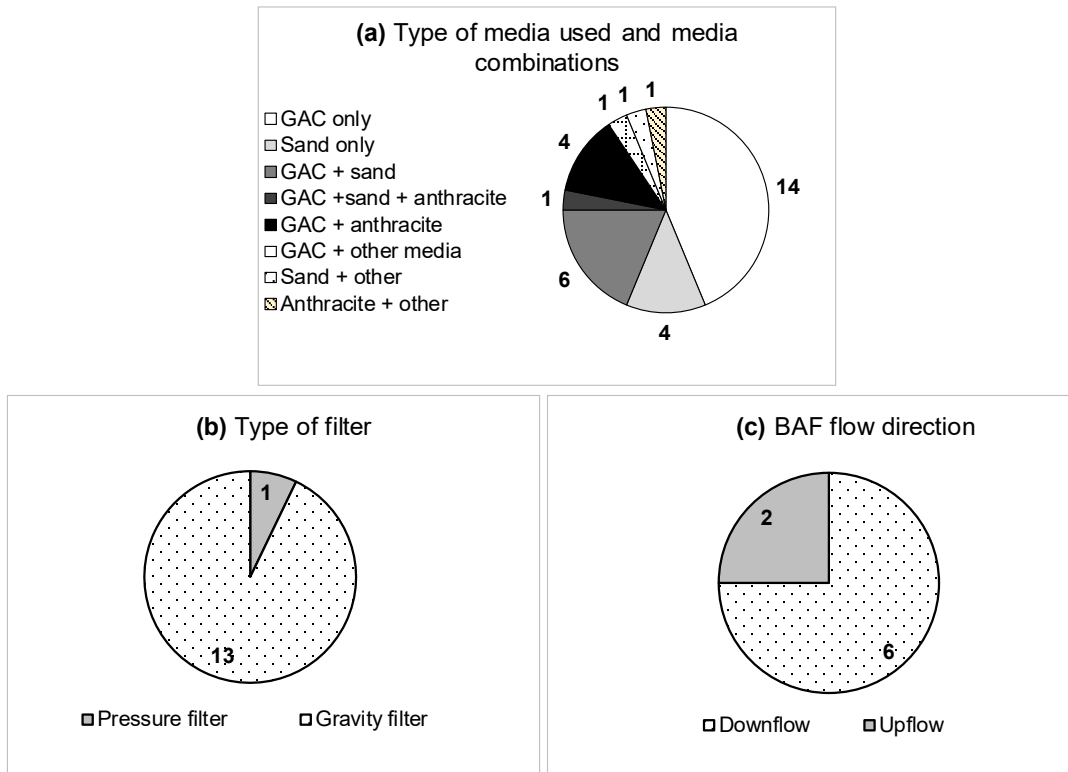 (a) Type of media used and media
combinations
GAC only
Sand only
GAC + sand
GAC +sand + anthracite
GAC + anthracite
GAC + other media
Sand + other
Anthracite + other
1 1 1
4
14
1
6
4
(b) Type of filter
1
13
Pressure filter Gravity filter
(c) BAF flow direction
2
6
Downflow Upflow